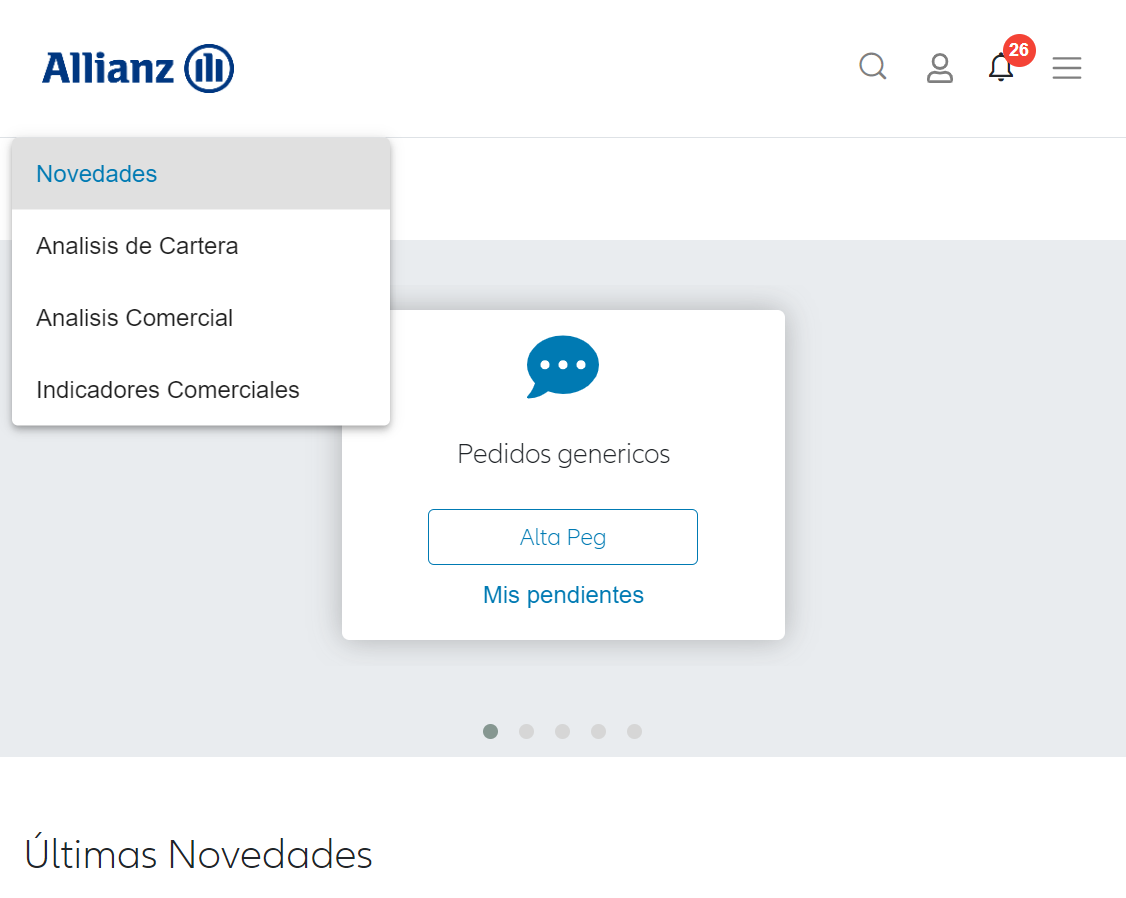 Allianz
26
Novedades
Analisis de Cartera
Analisis Comercial
Indicadores Comerciales
Pedidos genericos
Alta Peg
Mis pendientes
Últimas Novedades